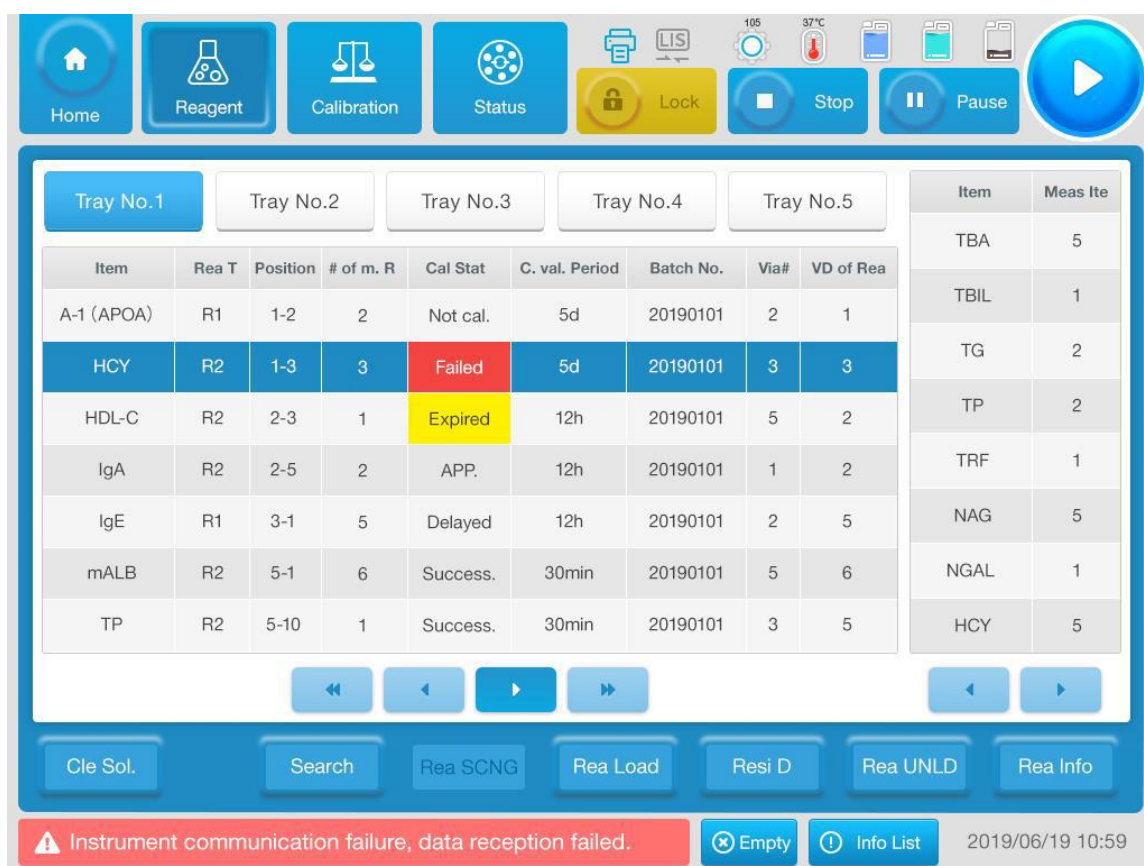 105 37℃
LIS
Home Reagent Calibration Status Lock Stop Pause
Tray No.1 Tray No.2 Tray No.3 Tray No.4 Tray No.5
Item Rea T Position # of m. R Cal Stat C. val. Period Batch No. Via# VD of Rea
A-1 (APOA) R1 1-2 2 Not cal. 5d 20190101 2 1
HCY R2 1-3 3 Failed 5d 20190101 3 3
HDL-C R2 2-3 1 Expired 12h 20190101 5 2
IgA R2 2-5 2 APP. 12h 20190101 1 2
IgE R1 3-1 5 Delayed 12h 20190101 2 5
mALB R2 5-1 6 Success. 30min 20190101 5 6
TP R2 5-10 1 Success. 30min 20190101 3 5
Item Meas Ite
TBA 5
TBIL 1
TG 2
TP 2
TRF 1
NAG 5
NGAL 1
HCY 5
Cle Sol. Search Rea SCNG Rea Load Resi D Rea UNLD Rea Info
Instrument communication failure, data reception failed. Empty Info List 2019/06/19 10:59